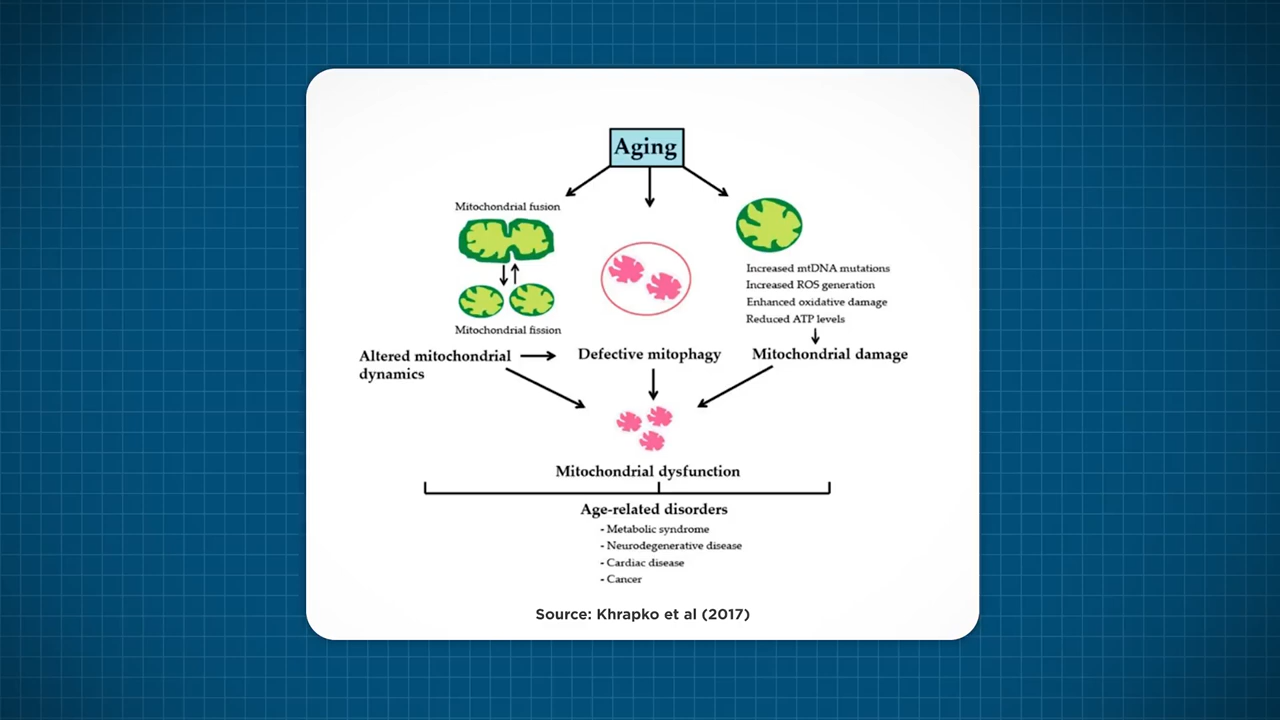 Aging
Mitochondrial fusion
Mitochondrial fission
Increased mtDNA mutations
Increased ROS generation
Enhanced oxidative damage
Reduced ATP levels
Altered mitochondrial
dynamics
Defective mitophagy
Mitochondrial damage
Mitochondrial dysfunction
Age-related disorders
- Metabolic syndrome
- Neurodegenerative disease
- Cardiac disease
- Cancer
Source: Khrapko et al (2017)